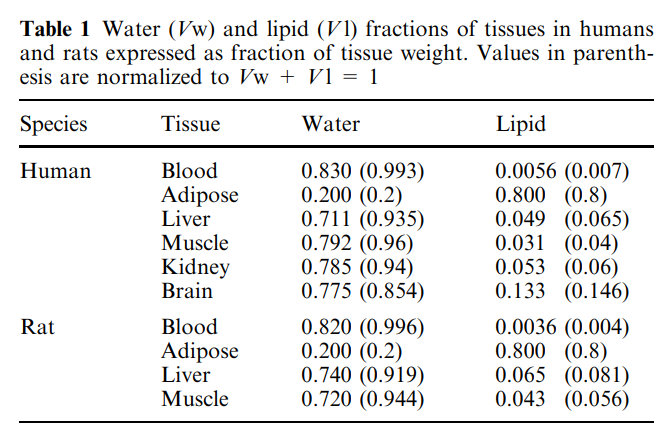 Table 1 Water (Vw) and lipid (Vl) fractions of tissues in humans
and rats expressed as fraction of tissue weight. Values in parenth-
esis are normalized to Vw + Vl = 1
Species Tissue Water Lipid
Human Blood 0.830 (0.993) 0.0056 (0.007)
Adipose 0.200 (0.2) 0.800 (0.8)
Liver 0.711 (0.935) 0.049 (0.065)
Muscle 0.792 (0.96) 0.031 (0.04)
Kidney 0.785 (0.94) 0.053 (0.06)
Brain 0.775 (0.854) 0.133 (0.146)
Rat Blood 0.820 (0.996) 0.0036 (0.004)
Adipose 0.200 (0.2) 0.800 (0.8)
Liver 0.740 (0.919) 0.065 (0.081)
Muscle 0.720 (0.944) 0.043 (0.056)